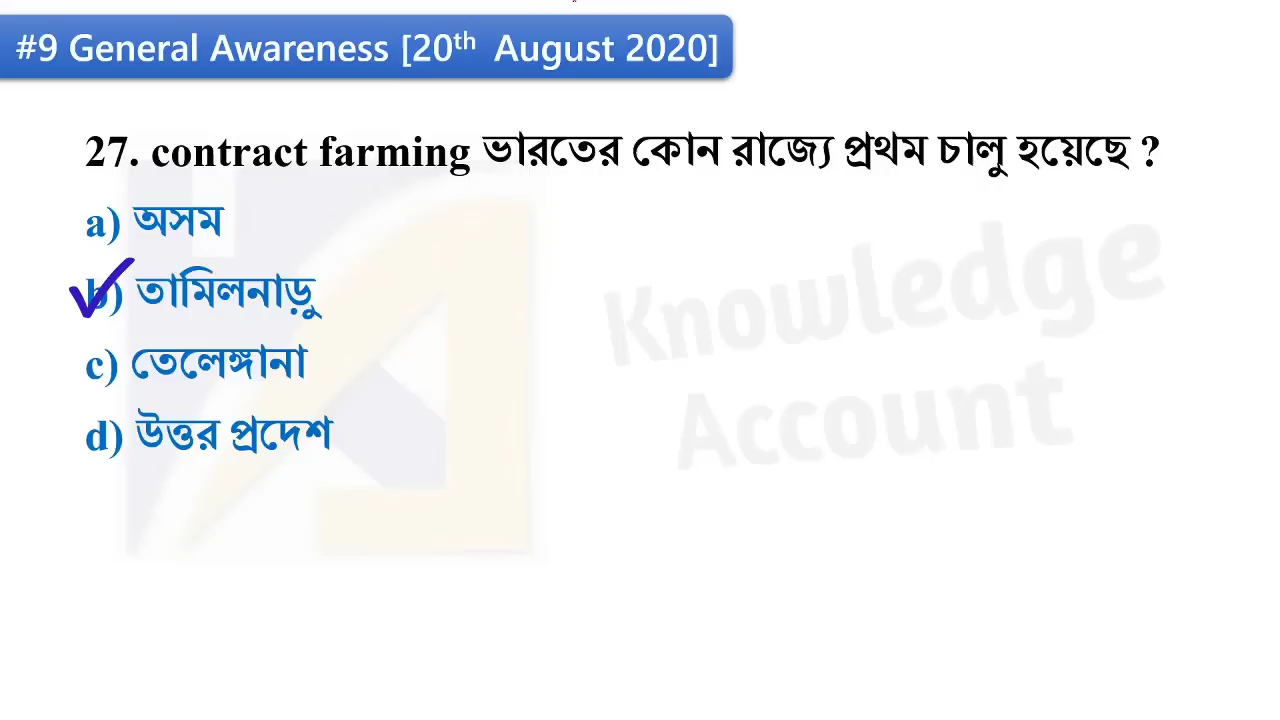 #9 General Awareness [20th August 2020]
27. contract farming ভারতের কোন রাজ্যে প্রথম চালু হয়েছে ?
a) অসম
b) তামিলনাড়ু
c) তেলেঙ্গানা
d) উত্তর প্রদেশ
Knowledge
Account